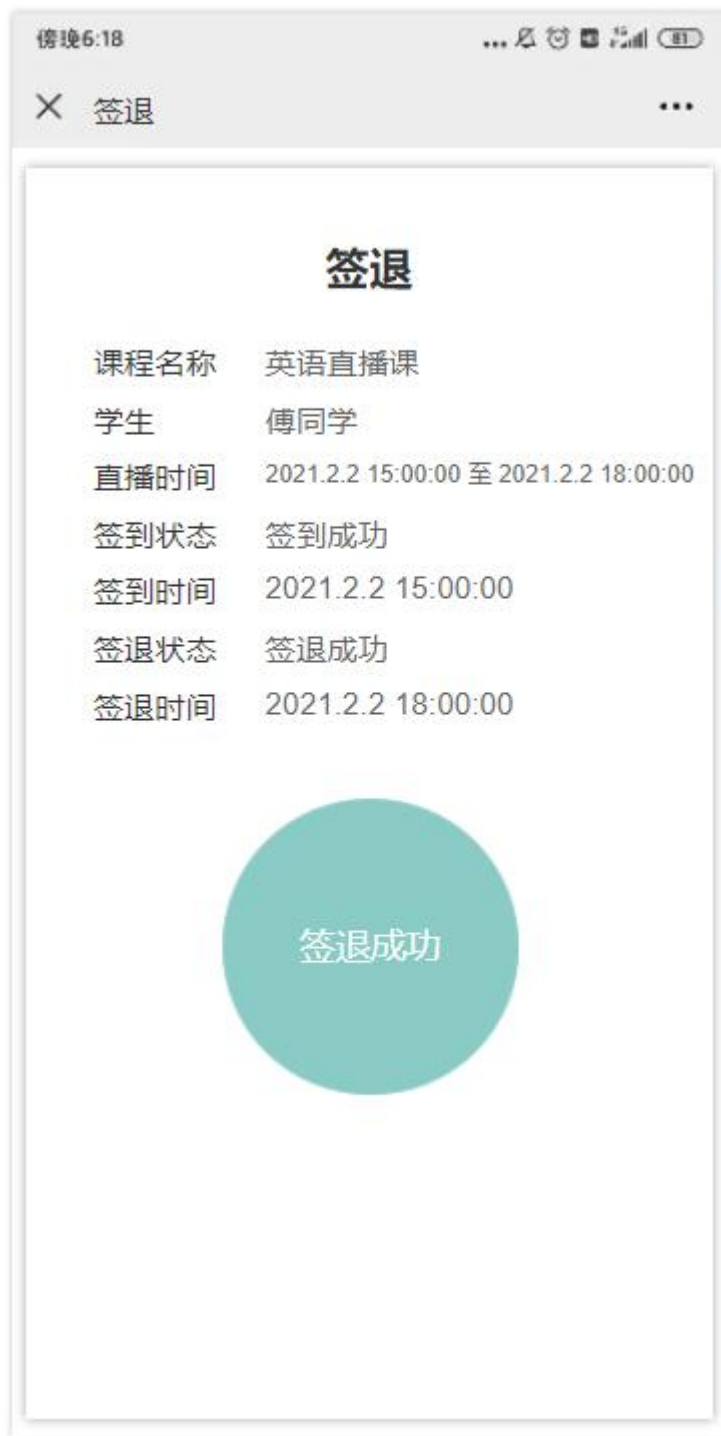 傍晚6:18
81
签退
签退
课程名称 英语直播课
学生 傅同学
直播时间 2021.2.2 15:00:00 至 2021.2.2 18:00:00
签到状态 签到成功
签到时间 2021.2.2 15:00:00
签退状态 签退成功
签退时间 2021.2.2 18:00:00
签退成功